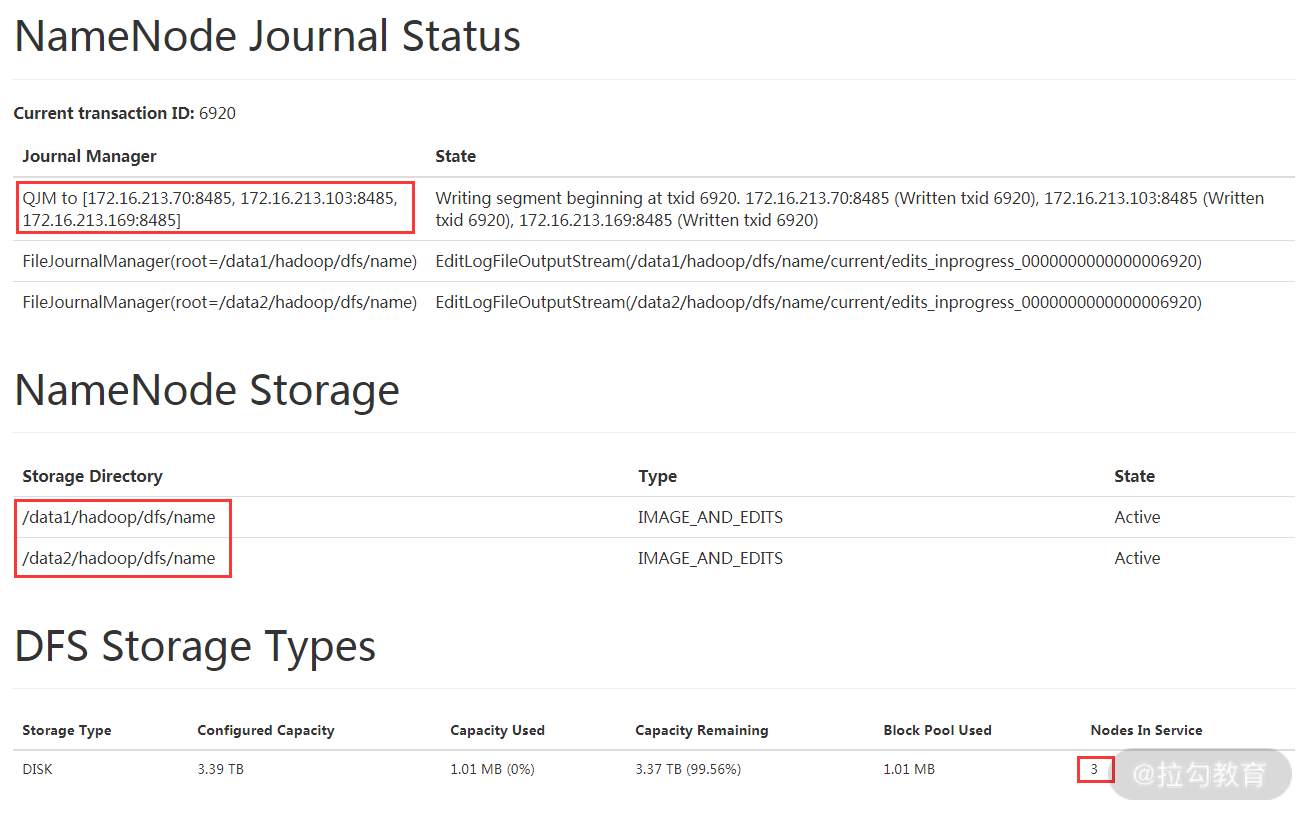 NameNode Journal Status
Current transaction ID: 6920
Journal Manager State
QJM to [172.16.213.70:8485, 172.16.213.103:8485, Writing segment beginning at txid 6920. 172.16.213.70:8485 (Written txid 6920), 172.16.213.103:8485 (Written
172.16.213.169:8485] txid 6920), 172.16.213.169:8485 (Written txid 6920)
FileJournalManager(root=/data1/hadoop/dfs/name) EditLogFileOutputStream(/data1/hadoop/dfs/name/current/edits_inprogress_0000000000000006920)
FileJournalManager(root=/data2/hadoop/dfs/name) EditLogFileOutputStream(/data2/hadoop/dfs/name/current/edits_inprogress_0000000000000006920)
NameNode Storage
Storage Directory Type State
/data1/hadoop/dfs/name IMAGE_AND_EDITS Active
/data2/hadoop/dfs/name IMAGE_AND_EDITS Active
DFS Storage Types
Storage Type Configured Capacity Capacity Used Capacity Remaining Block Pool Used Nodes In Service
DISK 3.39 TB 1.01 MB (0%) 3.37 TB (99.56%) 1.01 MB 3
@拉勾教育